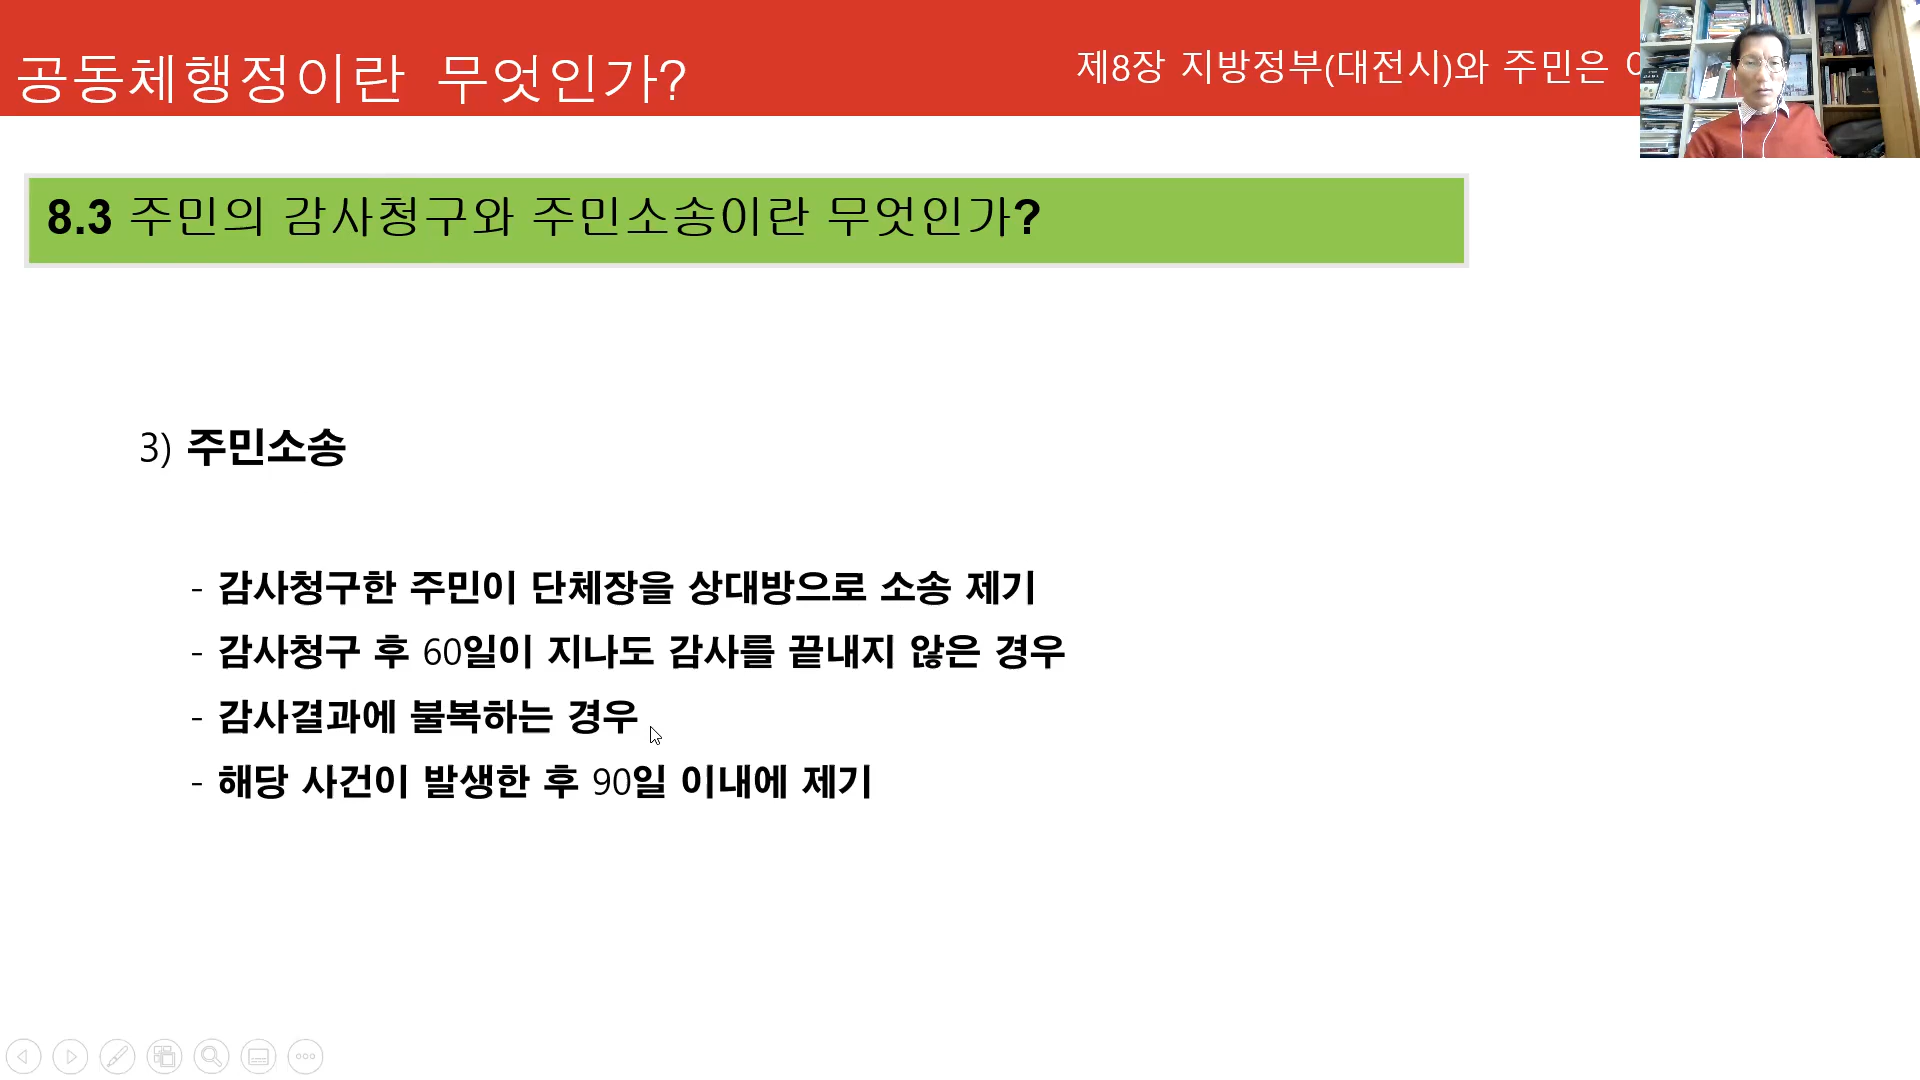 공동체행정이란 무엇인가?
제8장 지방정부(대전시)와 주민은
8.3 주민의 감사청구와 주민소송이란 무엇인가?
3) 주민소송
- 감사청구한 주민이 단체장을 상대방으로 소송 제기
- 감사청구 후 60일이 지나도 감사를 끝내지 않은 경우
- 감사결과에 불복하는 경우
- 해당 사건이 발생한 후 90일 이내에 제기